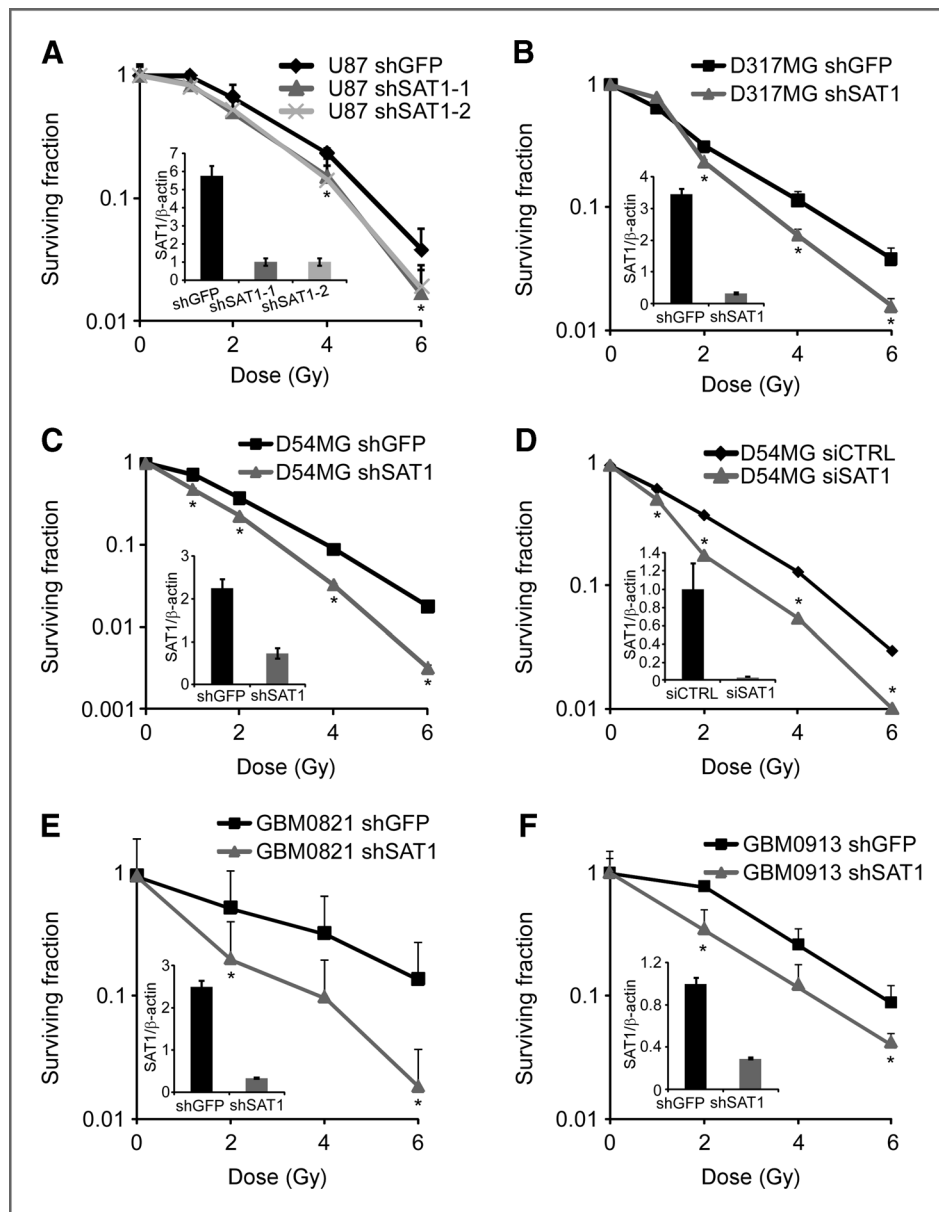 A
U87 shGFP
U87 shSAT1-1
U87 shSAT1-2
Surviving fraction
1
0.1
0.01
SAT1/β-actin
7
6
5
4
3
2
1
0
shGFP
shSAT1-1
shSAT1-2
*
*
0 2 4 6
Dose (Gy)
B
D317MG shGFP
D317MG shSAT1
Surviving fraction
1
0.1
0.01
SAT1/β-actin
4
3
2
1
0
shGFP shSAT1
*
*
*
0 2 4 6
Dose (Gy)
C
D54MG shGFP
D54MG shSAT1
Surviving fraction
1
0.1
0.01
0.001
SAT1/β-actin
3
2
1
0
shGFP shSAT1
*
*
*
*
0 2 4 6
Dose (Gy)
D
D54MG siCTRL
D54MG siSAT1
Surviving fraction
1
0.1
0.01
SAT1/β-actin
1.4
1.2
1.0
0.8
0.6
0.4
0.2
0
siCTRL siSAT1
*
*
*
*
0 2 4 6
Dose (Gy)
E
GBM0821 shGFP
GBM0821 shSAT1
Surviving fraction
1
0.1
0.01
SAT1/β-actin
3
2
1
0
shGFP shSAT1
*
*
0 2 4 6
Dose (Gy)
F
GBM0913 shGFP
GBM0913 shSAT1
Surviving fraction
1
0.1
0.01
SAT1/β-actin
1.2
0.8
0.4
0
shGFP shSAT1
*
*
0 2 4 6
Dose (Gy)